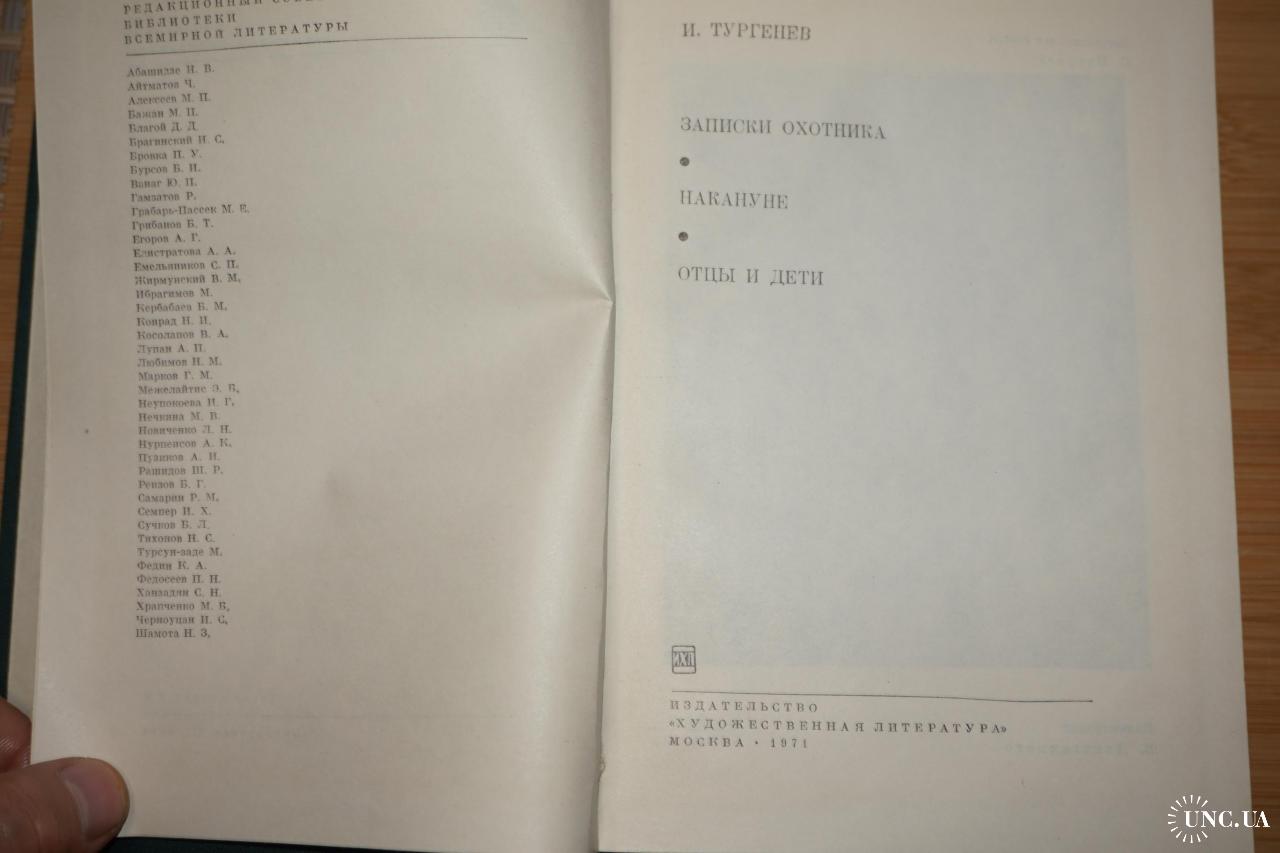 РЕДАКЦИОННЫЙ
БИБЛИОТЕКИ
ВСЕМИРНОЙ ЛИТЕРАТУРЫ
Абашидзе И. В.
Айтматов Ч.
Алексеев М. П.
Бажан М. П.
Благой Д. Д.
Брагинский И. С.
Бровка П. У.
Бурсов Б. И.
Ванаг Ю. П.
Гамзатов Р.
Грабарь-Пассек М. Е.
Грибанов Б. Т.
Егоров А. Г.
Елистратова А. А.
Емельяников С. П.
Жирмунский В. М.
Ибрагимов М.
Кербабаев Б. М.
Конрад Н. И.
Косолапов В. А.
Лупан А. П.
Любимов Н. М.
Марков Г. М.
Межелайтис Э. Б.
Неупокоева И. Г.
Нечкина М. В.
Новиченко Л. Н.
Нурпеисов А. К.
Пузиков А. И.
Рашидов Ш. Р.
Реизов Б. Г.
Самарин Р. М.
Семпер И. Х.
Сучков Б. Л.
Тихонов Н. С.
Турсун-заде М.
Федин К. А.
Федосеев П. Н.
Ханзадян С. Н.
Храпченко М. Б.
Черноуцан И. С.
Шамота Н. З.
И. ТУРГЕНЕВ
ЗАПИСКИ ОХОТНИКА
•
НАКАНУНЕ
•
ОТЦЫ И ДЕТИ
ИХЛ
ИЗДАТЕЛЬСТВО
«ХУДОЖЕСТВЕННАЯ ЛИТЕРАТУРА»
МОСКВА · 1971
UNC.UA